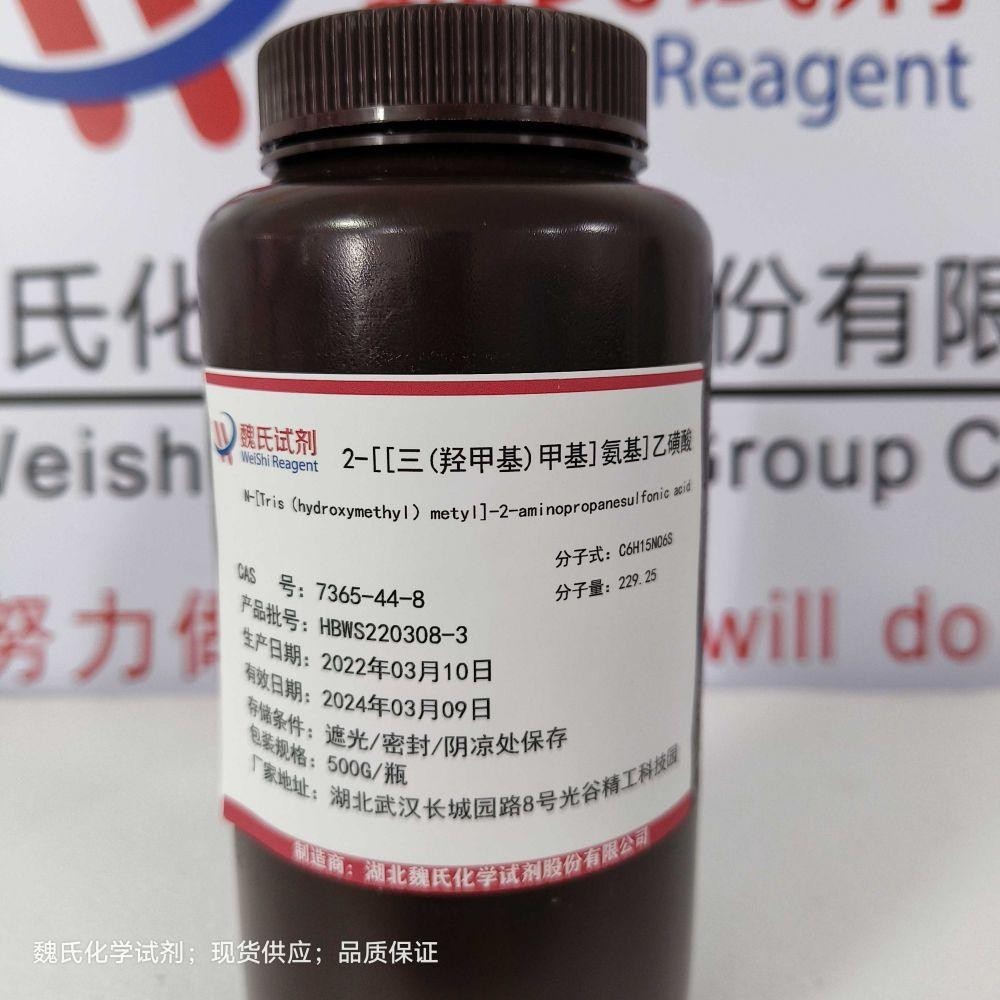 Reagent
氏化
份有限
Weish
Group C
努力
will do
魏氏试剂
WeiShi Reagent
2-[[三(羟甲基)甲基]氨基]乙磺酸
N-[Tris (hydroxymethyl) metyl]-2-aminopropanesulfonic acid
分子式：C6H15NO6S
分子量：229.25
CAS 号：7365-44-8
产品批号：HBWS220308-3
生产日期：2022年03月10日
有效日期：2024年03月09日
存储条件：遮光/密封/阴凉处保存
包装规格：500G/瓶
厂家地址：湖北武汉长城园路8号光谷精工科技园
制造商：湖北魏氏化学试剂股份有限公司
魏氏化学试剂；现货供应；品质保证